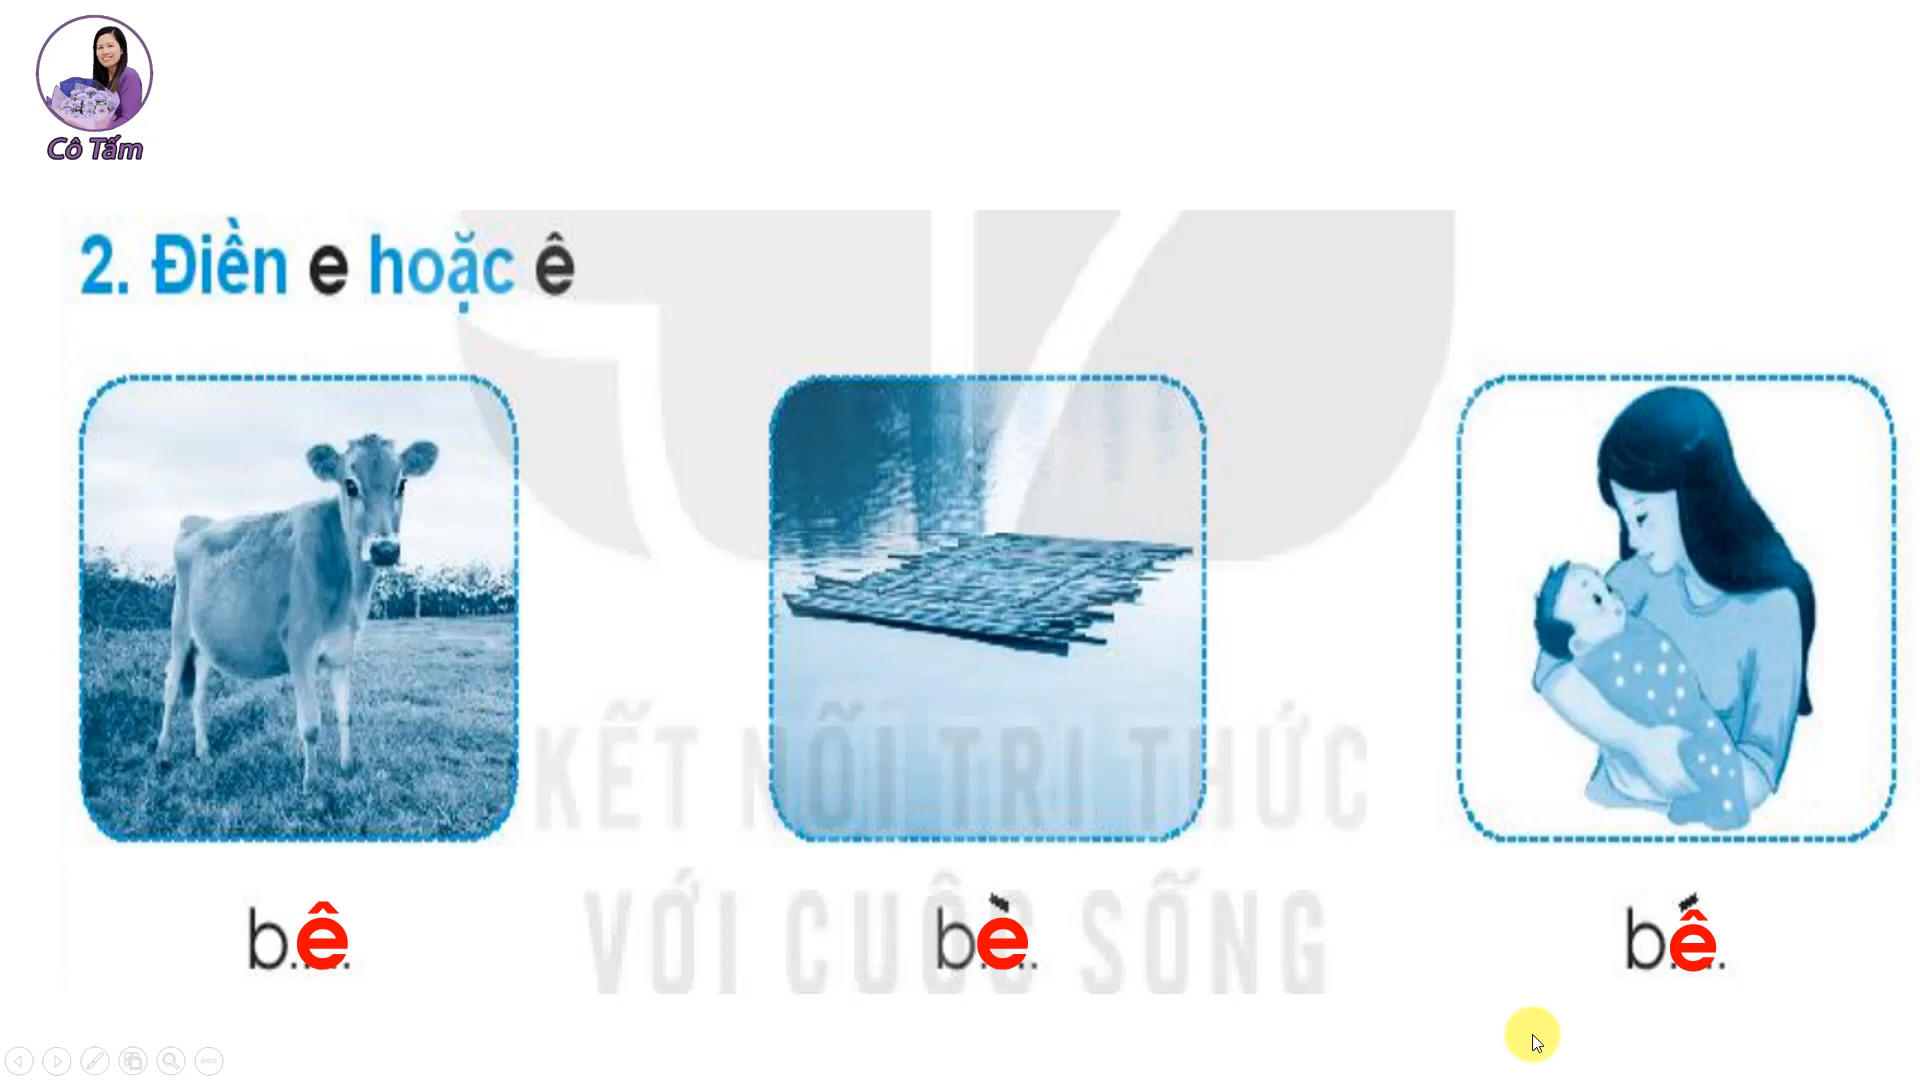 Cô Tấm
2. Điền e hoặc ê
KẾT NỐI TRI THỨC
VỚI CUỘC SỐNG
bê
bè
bế